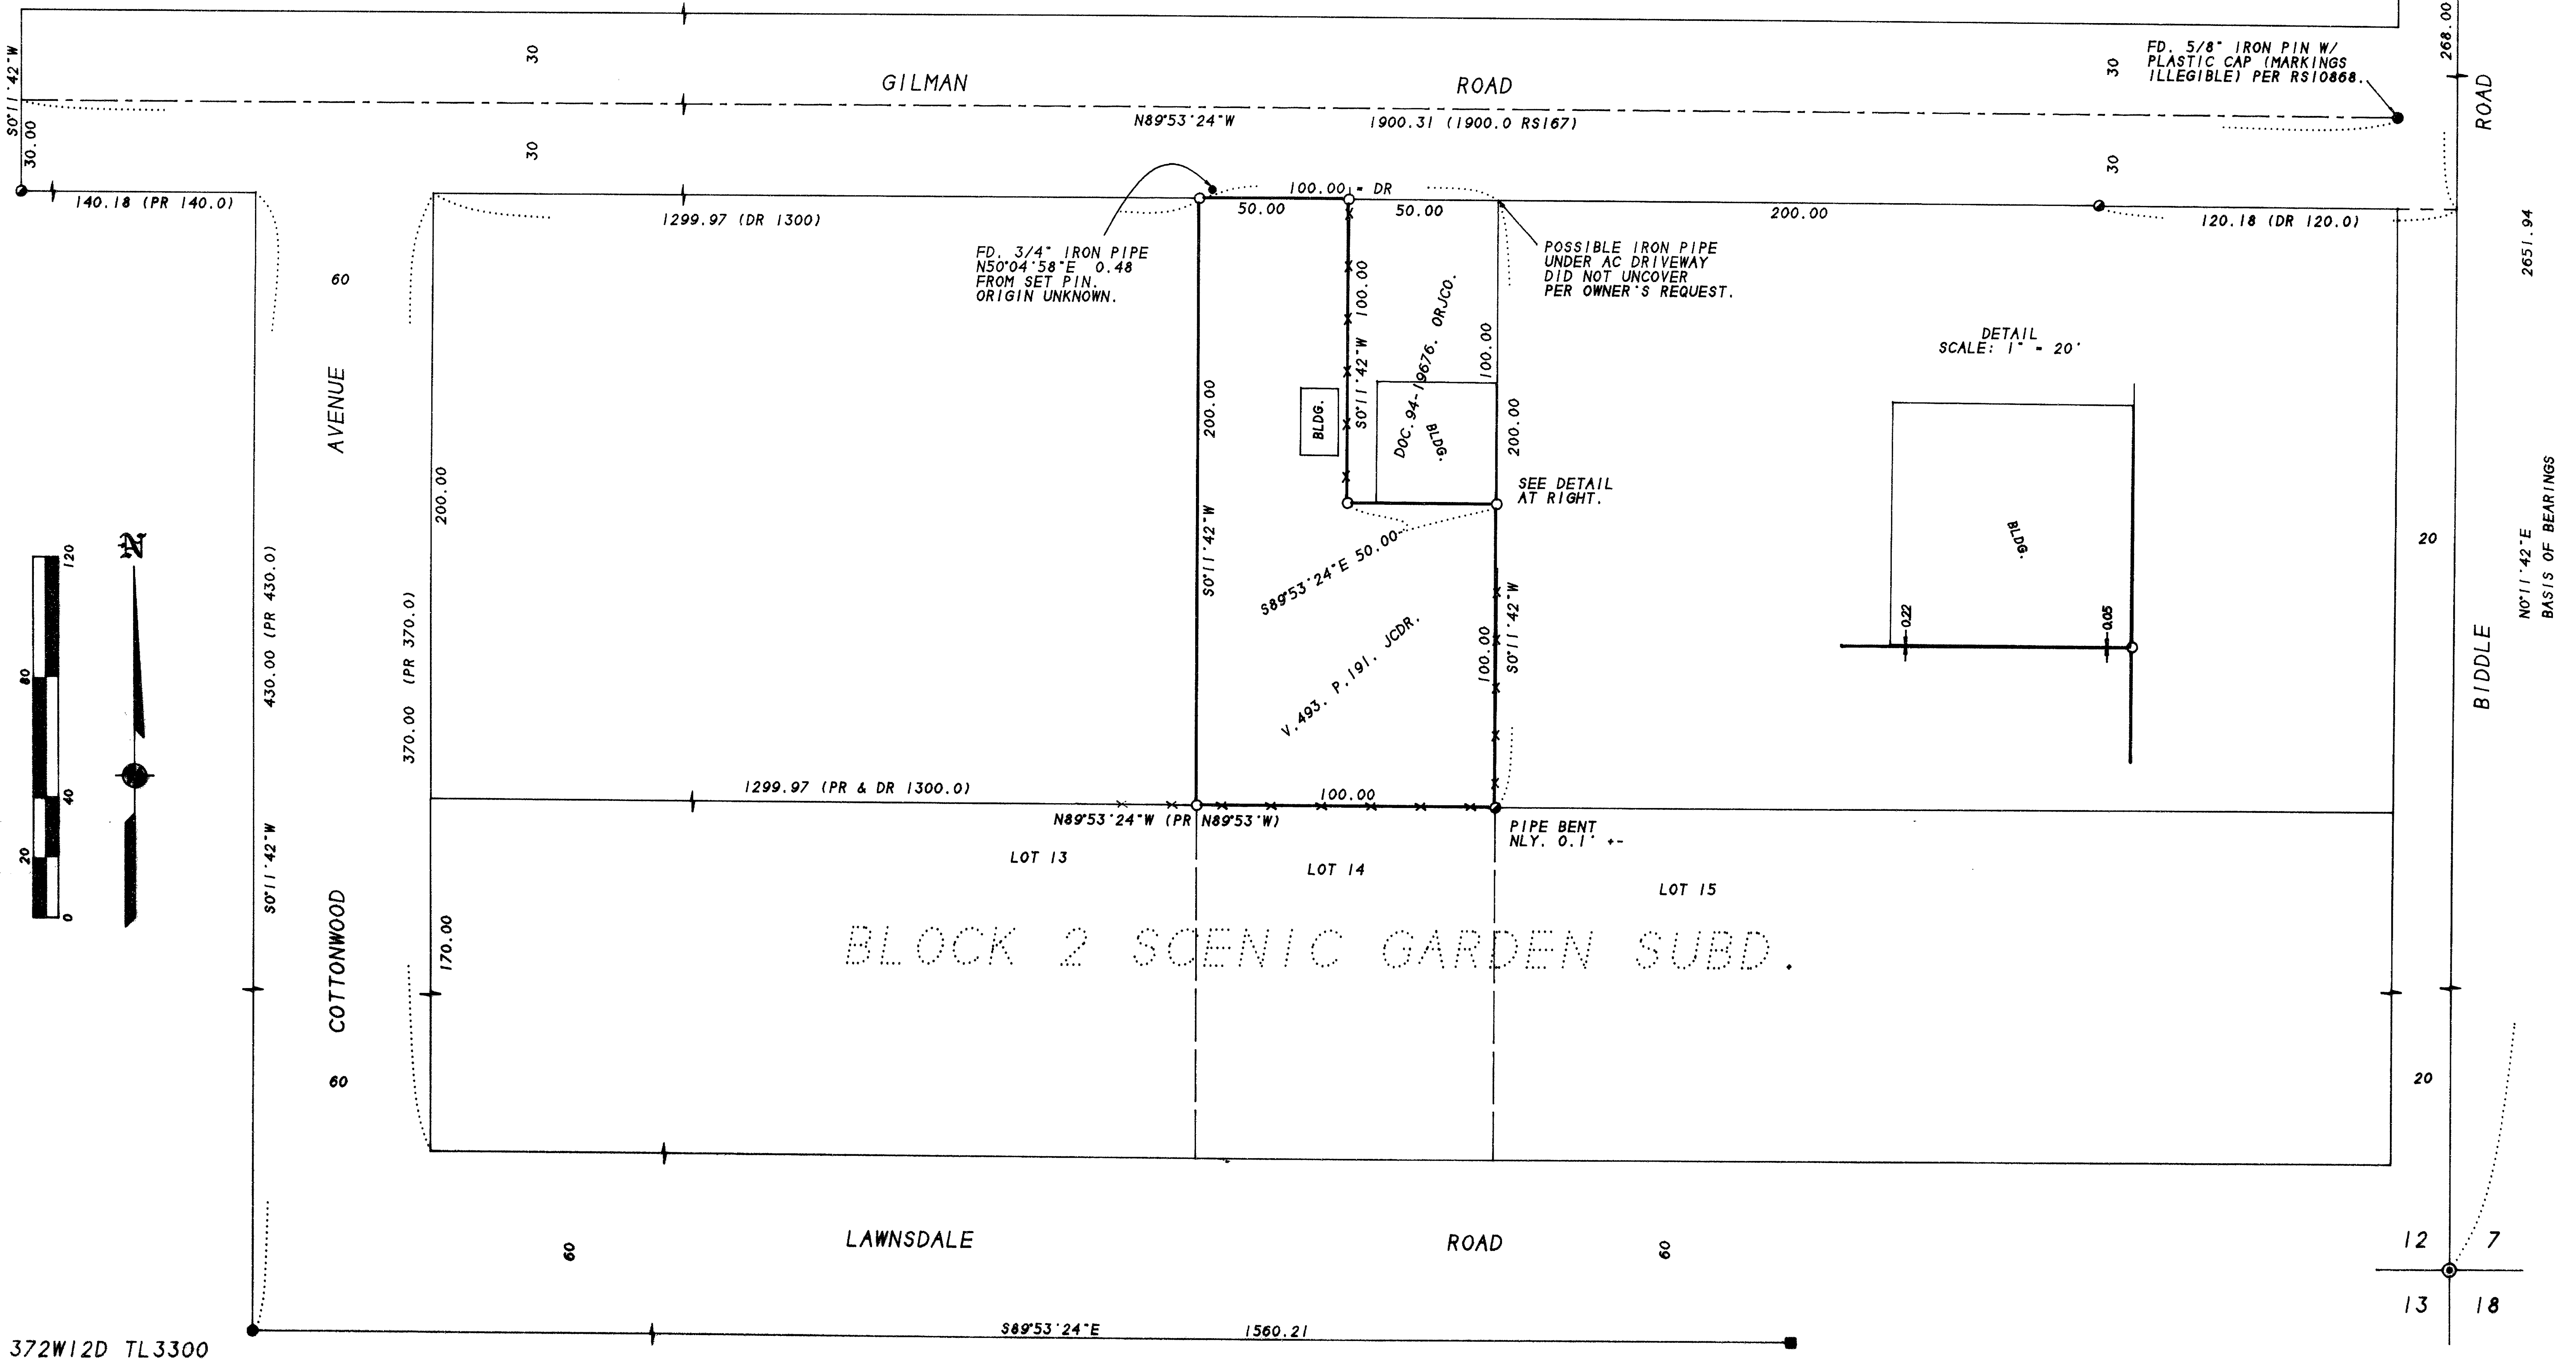 S0°11'42"W
30.00
30
GILMAN ROAD
30
FD. 5/8" IRON PIN W/
PLASTIC CAP (MARKINGS
ILLEGIBLE) PER RS10868.
268.00
ROAD
N89°53'24"W 1900.31 (1900.0 RS167)
30
30
140.18 (PR 140.0)
1299.97 (DR 1300)
100.00 = DR
50.00
50.00
200.00
120.18 (DR 120.0)
2651.94
FD. 3/4" IRON PIPE
N50°04'58"E 0.48
FROM SET PIN.
ORIGIN UNKNOWN.
POSSIBLE IRON PIPE
UNDER AC DRIVEWAY
DID NOT UNCOVER
PER OWNER'S REQUEST.
60
AVENUE
200.00
S0°11'42"W 100.00
DOC. 94-19676. ORJCO.
100.00
DETAIL
SCALE: 1" = 20'
BLDG.
BLDG.
200.00
200.00
SEE DETAIL
AT RIGHT.
BLDG.
0.22
0.05
20
N0°11'42"E
BASIS OF BEARINGS
BIDDLE
N
120
80
40
20
0
430.00 (PR 430.0)
S0°11'42"W
370.00 (PR 370.0)
S0°11'42"W
S89°53'24"E 50.00
S0°11'42"W
100.00
V.493. P.191. JCDR.
1299.97 (PR & DR 1300.0)
100.00
N89°53'24"W (PR N89°53'W)
PIPE BENT
NLY. 0.1' +-
LOT 13
LOT 14
LOT 15
COTTONWOOD
170.00
BLOCK 2 SCENIC GARDEN SUBD.
60
20
60
LAWNSDALE ROAD
60
12 7
13 18
S89°53'24"E 1560.21
372W12D TL3300